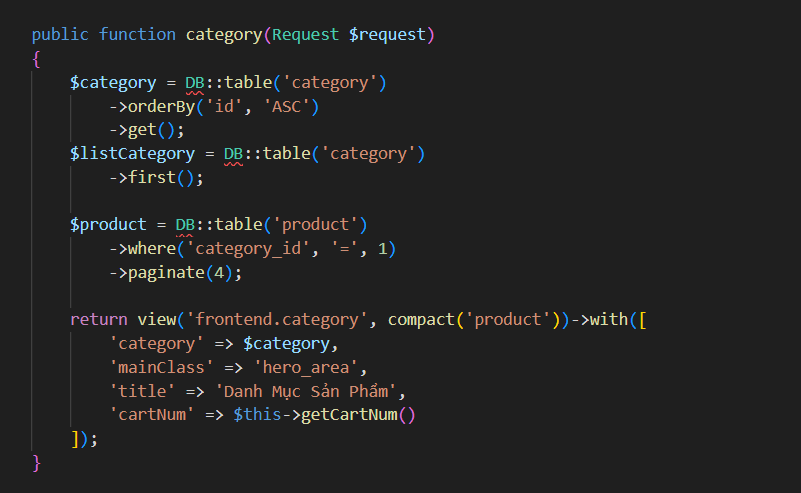 public function category(Request $request)
{
    $category = DB::table('category')
        ->orderBy('id', 'ASC')
        ->get();
    $listCategory = DB::table('category')
        ->first();

    $product = DB::table('product')
        ->where('category_id', '=', 1)
        ->paginate(4);

    return view('frontend.category', compact('product'))->with([
        'category' => $category,
        'mainClass' => 'hero_area',
        'title' => 'Danh Mục Sản Phẩm',
        'cartNum' => $this->getCartNum()
    ]);
}